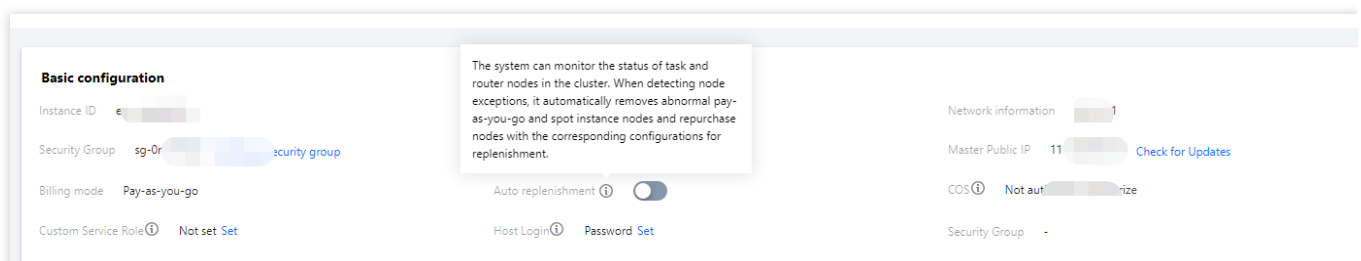 Basic configuration
The system can monitor the status of task and
router nodes in the cluster. When detecting node
exceptions, it automatically removes abnormal pay-
as-you-go and spot instance nodes and repurchase
nodes with the corresponding configurations for
replenishment.
Instance ID e
Network information 1
Security Group sg-0r ecurity group
Master Public IP 11 Check for Updates
Billing mode Pay-as-you-go
Auto replenishment
COS Not aut rize
Custom Service Role Not set Set
Host Login Password Set
Security Group -